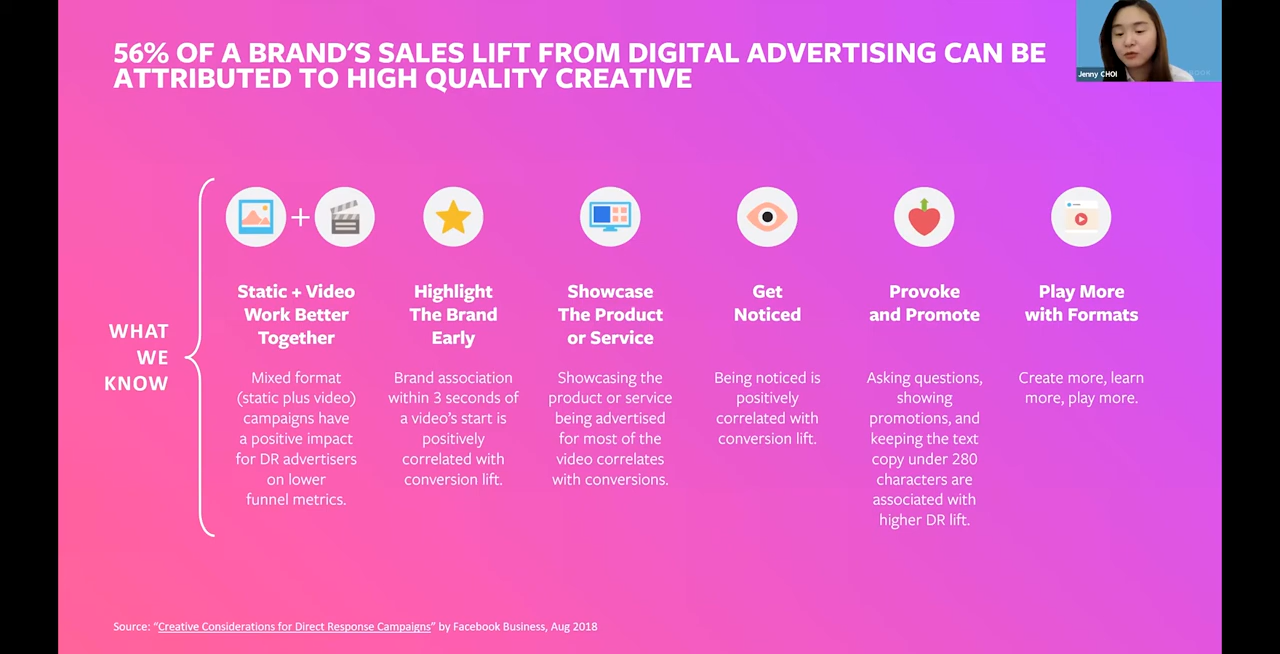 56% OF A BRAND'S SALES LIFT FROM DIGITAL ADVERTISING CAN BE
ATTRIBUTED TO HIGH QUALITY CREATIVE
Jenny CHOI
WHAT
WE
KNOW
+
Static + Video
Work Better
Together
Mixed format
(static plus video)
campaigns have
a positive impact
for DR advertisers
on lower
funnel metrics.
Highlight
The Brand
Early
Brand association
within 3 seconds of
a video's start is
positively
correlated with
conversion lift.
Showcase
The Product
or Service
Showcasing the
product or service
being advertised
for most of the
video correlates
with conversions.
Get
Noticed
Being noticed is
positively
correlated with
conversion lift.
Provoke
and Promote
Asking questions,
showing
promotions, and
keeping the text
copy under 280
characters are
associated with
higher DR lift.
Play More
with Formats
Create more, learn
more, play more.
Source: "Creative Considerations for Direct Response Campaigns" by Facebook Business, Aug 2018